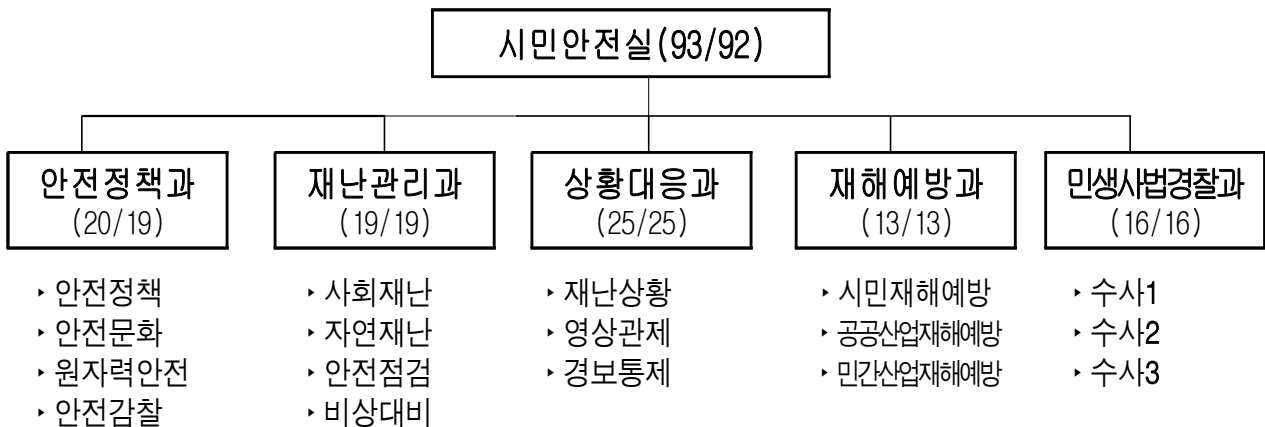 시민안전실(93/92)
안전정책과
(20/19)
‣ 안전정책
‣ 안전문화
‣ 원자력안전
‣ 안전감찰
재난관리과
(19/19)
‣ 사회재난
‣ 자연재난
‣ 안전점검
‣ 비상대비
상황대응과
(25/25)
‣ 재난상황
‣ 영상관제
‣ 경보통제
재해예방과
(13/13)
‣ 시민재해예방
‣ 공공산업재해예방
‣ 민간산업재해예방
민생사법경찰과
(16/16)
‣ 수사1
‣ 수사2
‣ 수사3